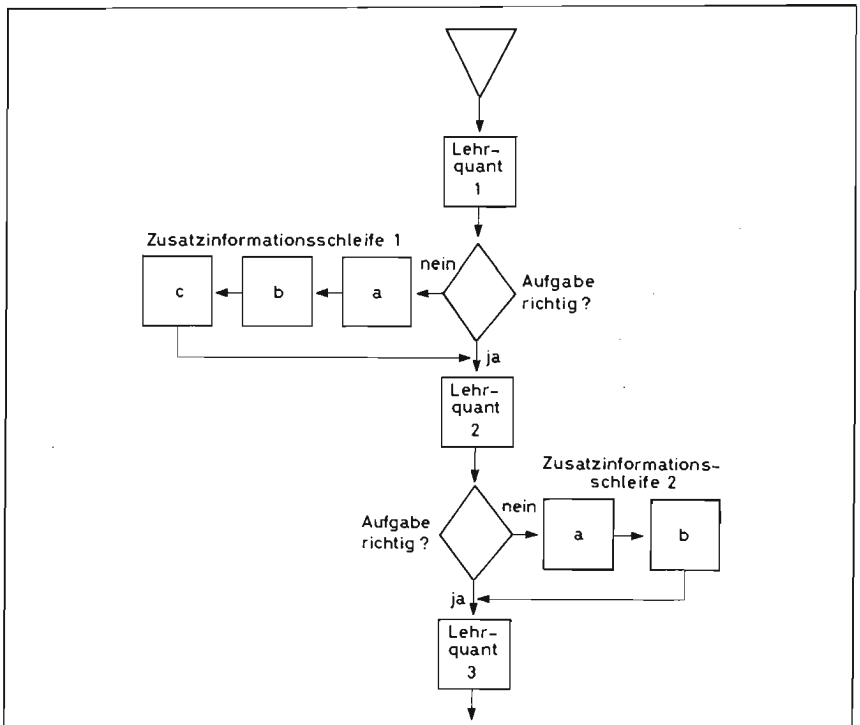 Lehr-
quant
1
Zusatzinformationsschleife 1
nein
c
b
a
Aufgabe
richtig ?
ja
Lehr-
quant
2
Zusatzinformations-
schleife 2
nein
Aufgabe
richtig ?
a
b
ja
Lehr-
quant
3